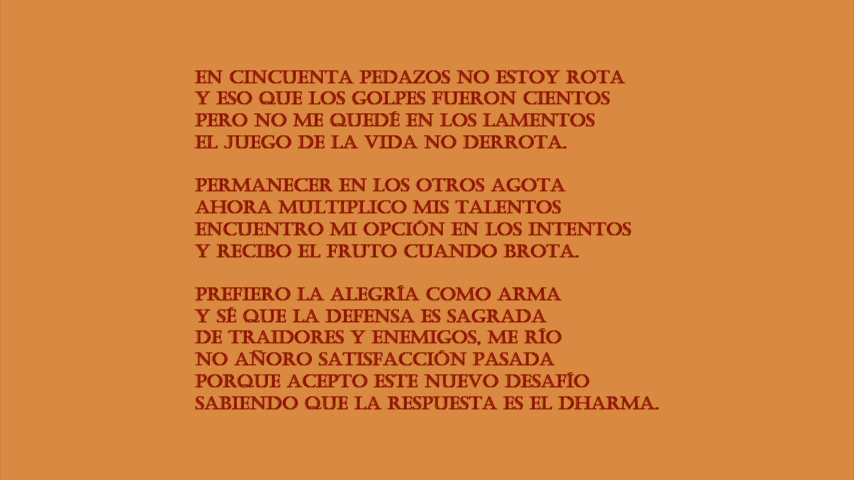 EN CINCUENTA PEDAZOS NO ESTOY ROTA
Y ESO QUE LOS GOLPES FUERON CIENTOS
PERO NO ME QUEDÉ EN LOS LAMENTOS
EL JUEGO DE LA VIDA NO DERROTA.
PERMANECER EN LOS OTROS AGOTA
AHORA MULTIPLICO MIS TALENTOS
ENCUENTRO MI OPCIÓN EN LOS INTENTOS
Y RECIBO EL FRUTO CUANDO BROTA.
PREFIERO LA ALEGRÍA COMO ARMA
Y SÉ QUE LA DEFENSA ES SAGRADA
DE TRAIDORES Y ENEMIGOS, ME RÍO
NO AÑORO SATISFACCIÓN PASADA
PORQUE ACEPTO ESTE NUEVO DESAFÍO
SABIENDO QUE LA RESPUESTA ES EL DHARMA.